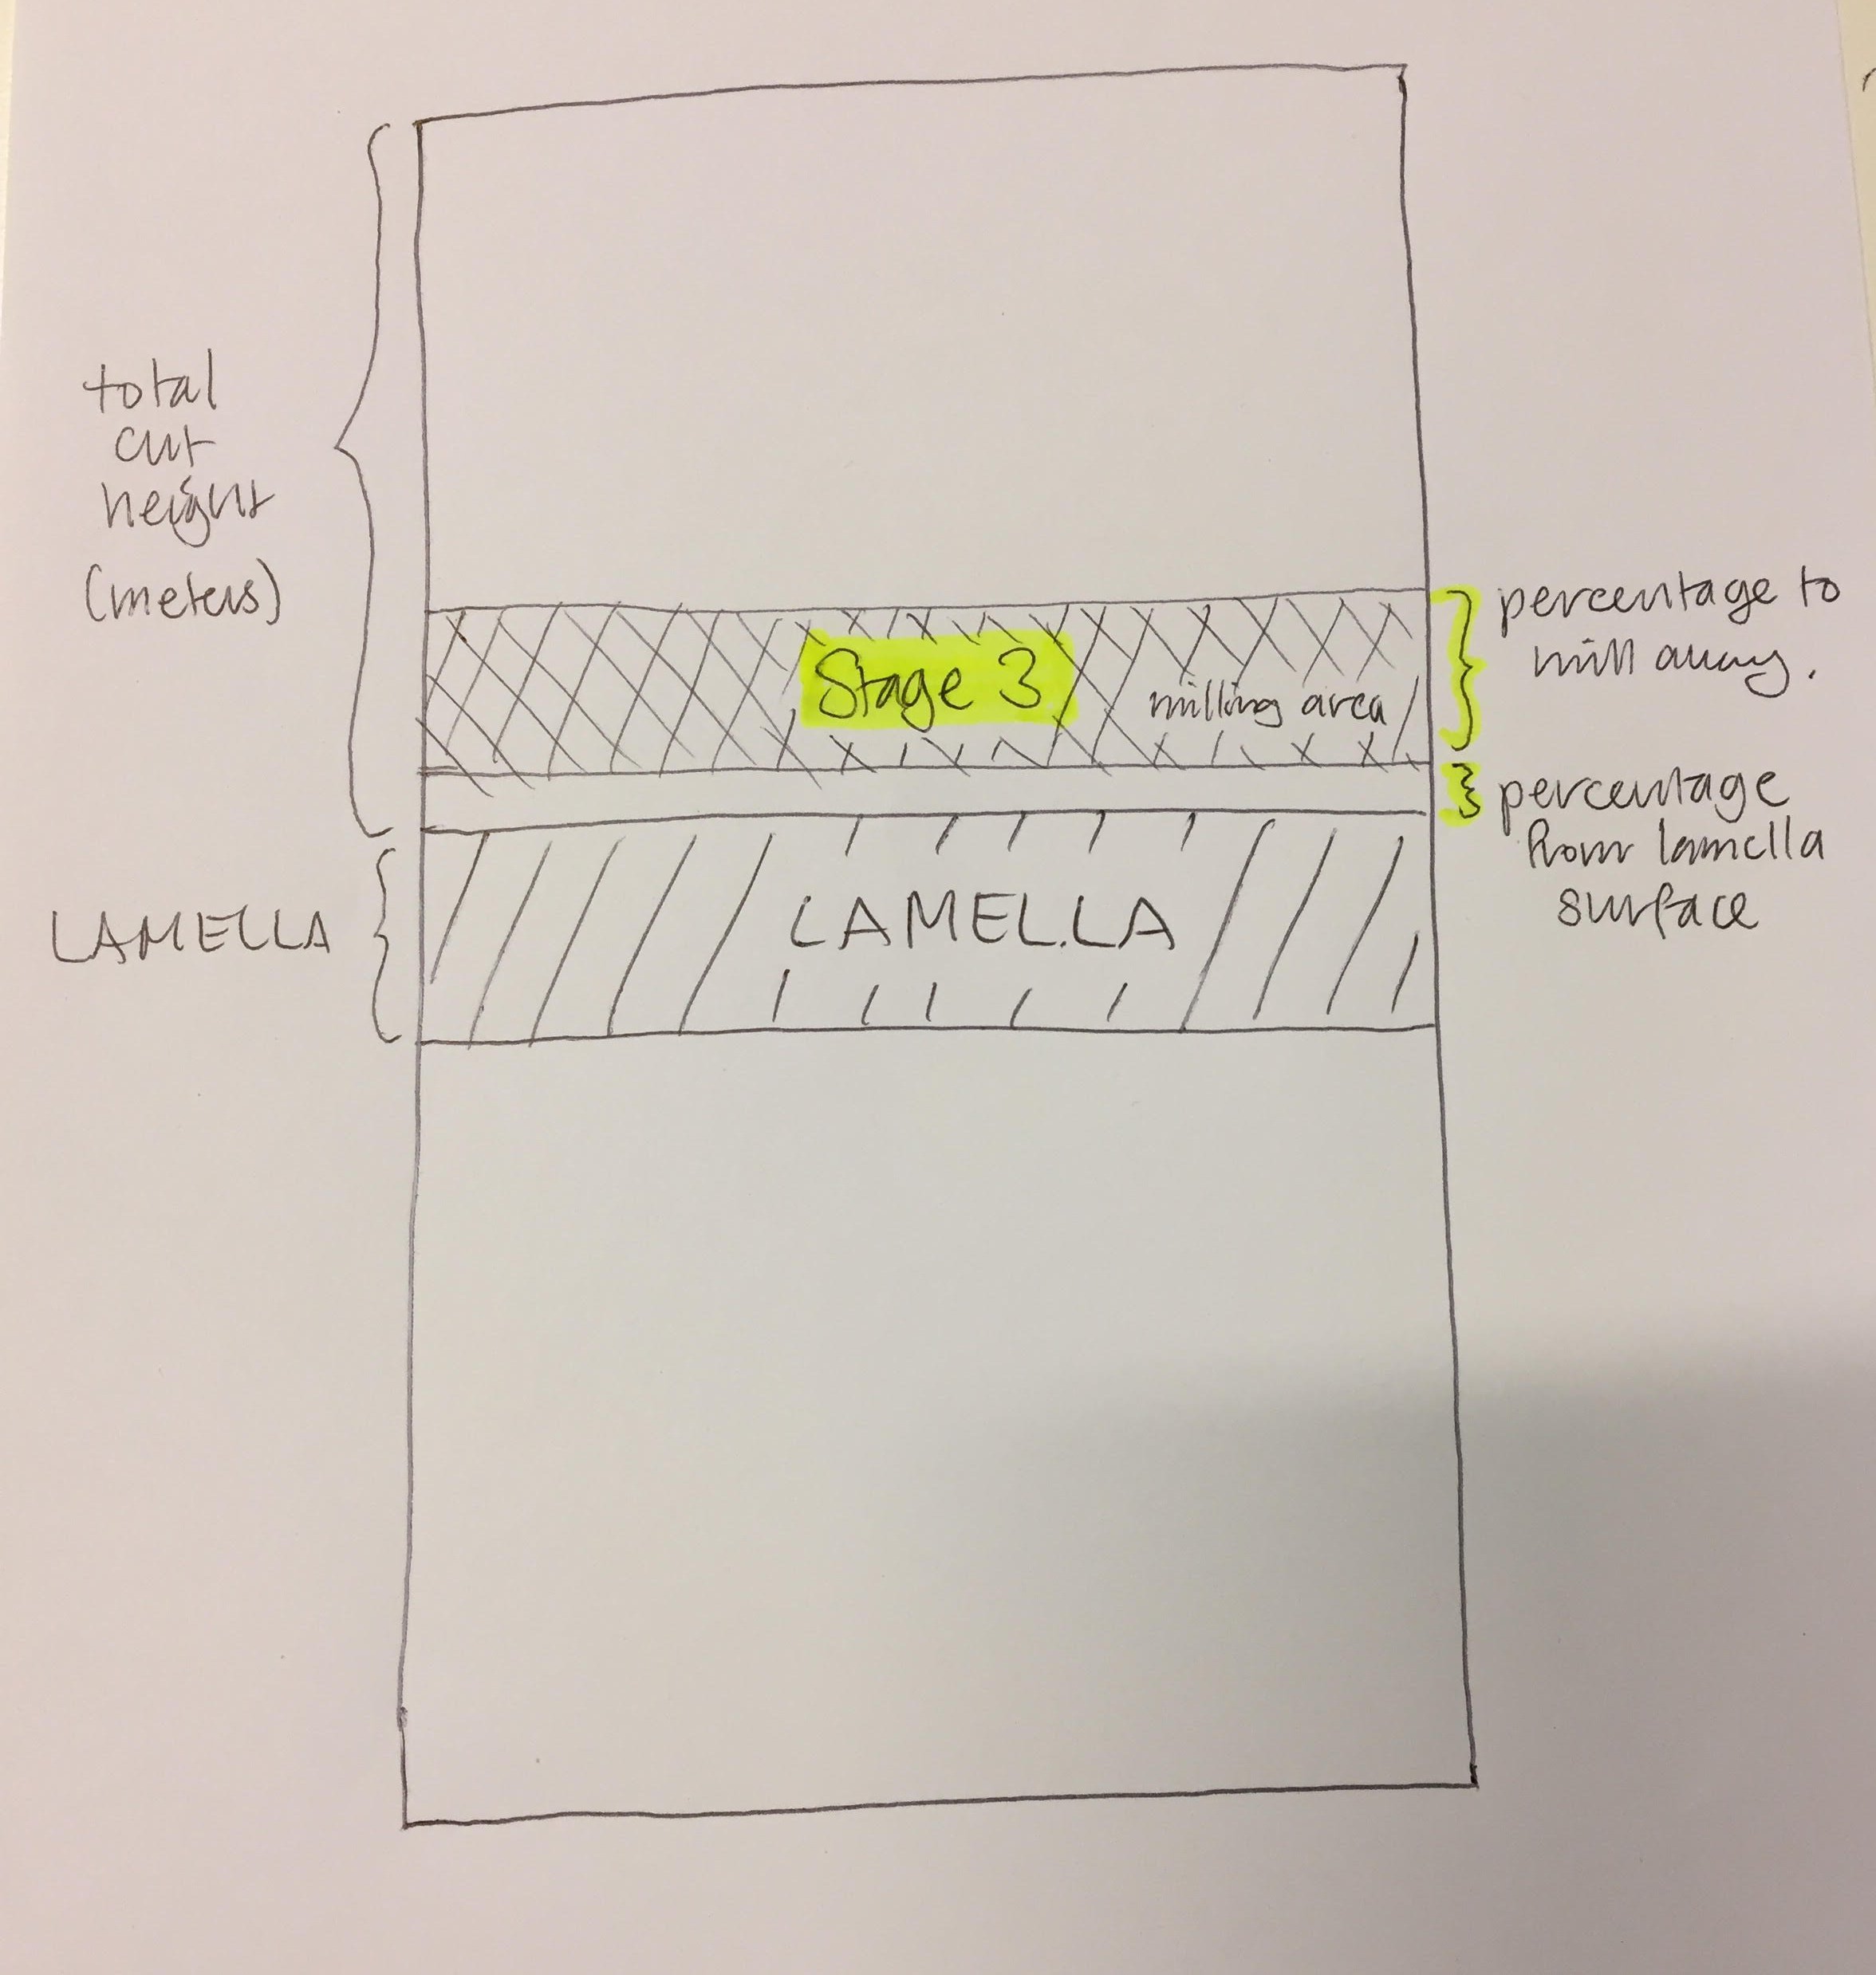 total
cut
height
(meters)
Stage 3
milling area
percentage to
mill away.
percentage
from lamella
surface
LAMELLA
LAMELLA